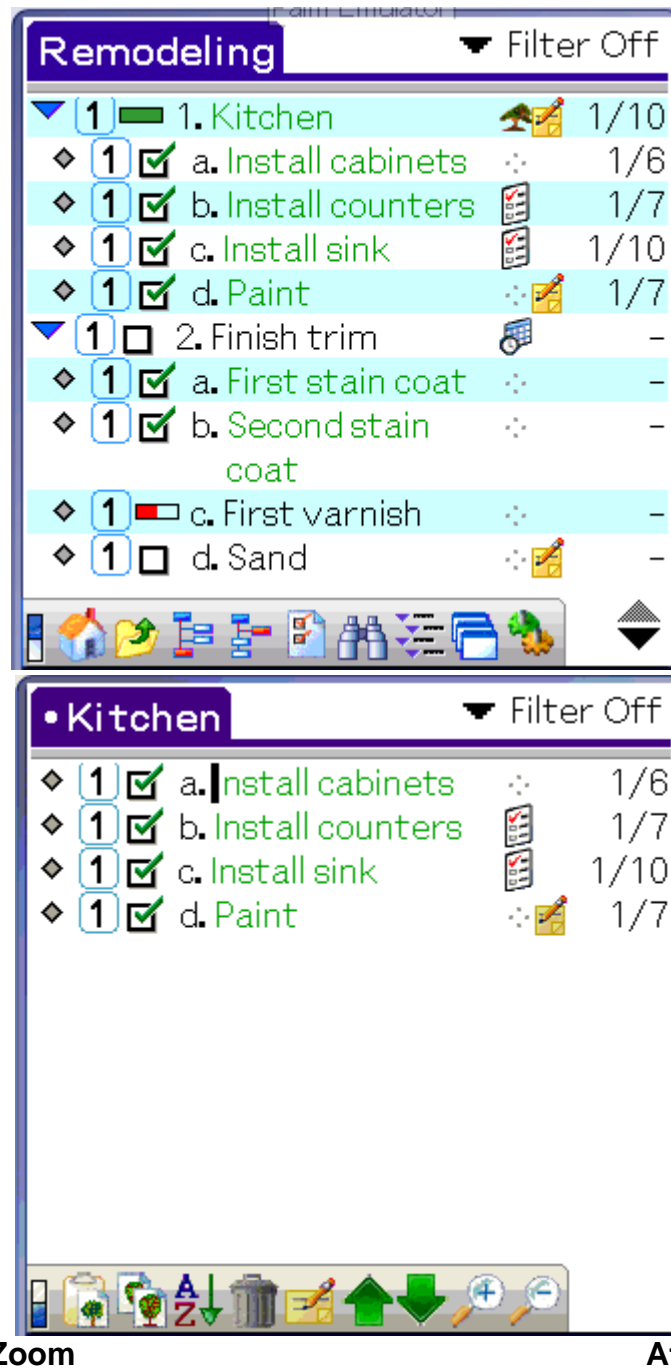 Palm Emulator
Remodeling Filter Off
1 1. Kitchen 1/10
1 a. Install cabinets 1/6
1 b. Install counters 1/7
1 c. Install sink 1/10
1 d. Paint 1/7
1 2. Finish trim –
1 a. First stain coat –
1 b. Second stain –
coat
1 c. First varnish –
1 d. Sand –
• Kitchen Filter Off
1 a. Install cabinets 1/6
1 b. Install counters 1/7
1 c. Install sink 1/10
1 d. Paint 1/7
A
Z
Zoom